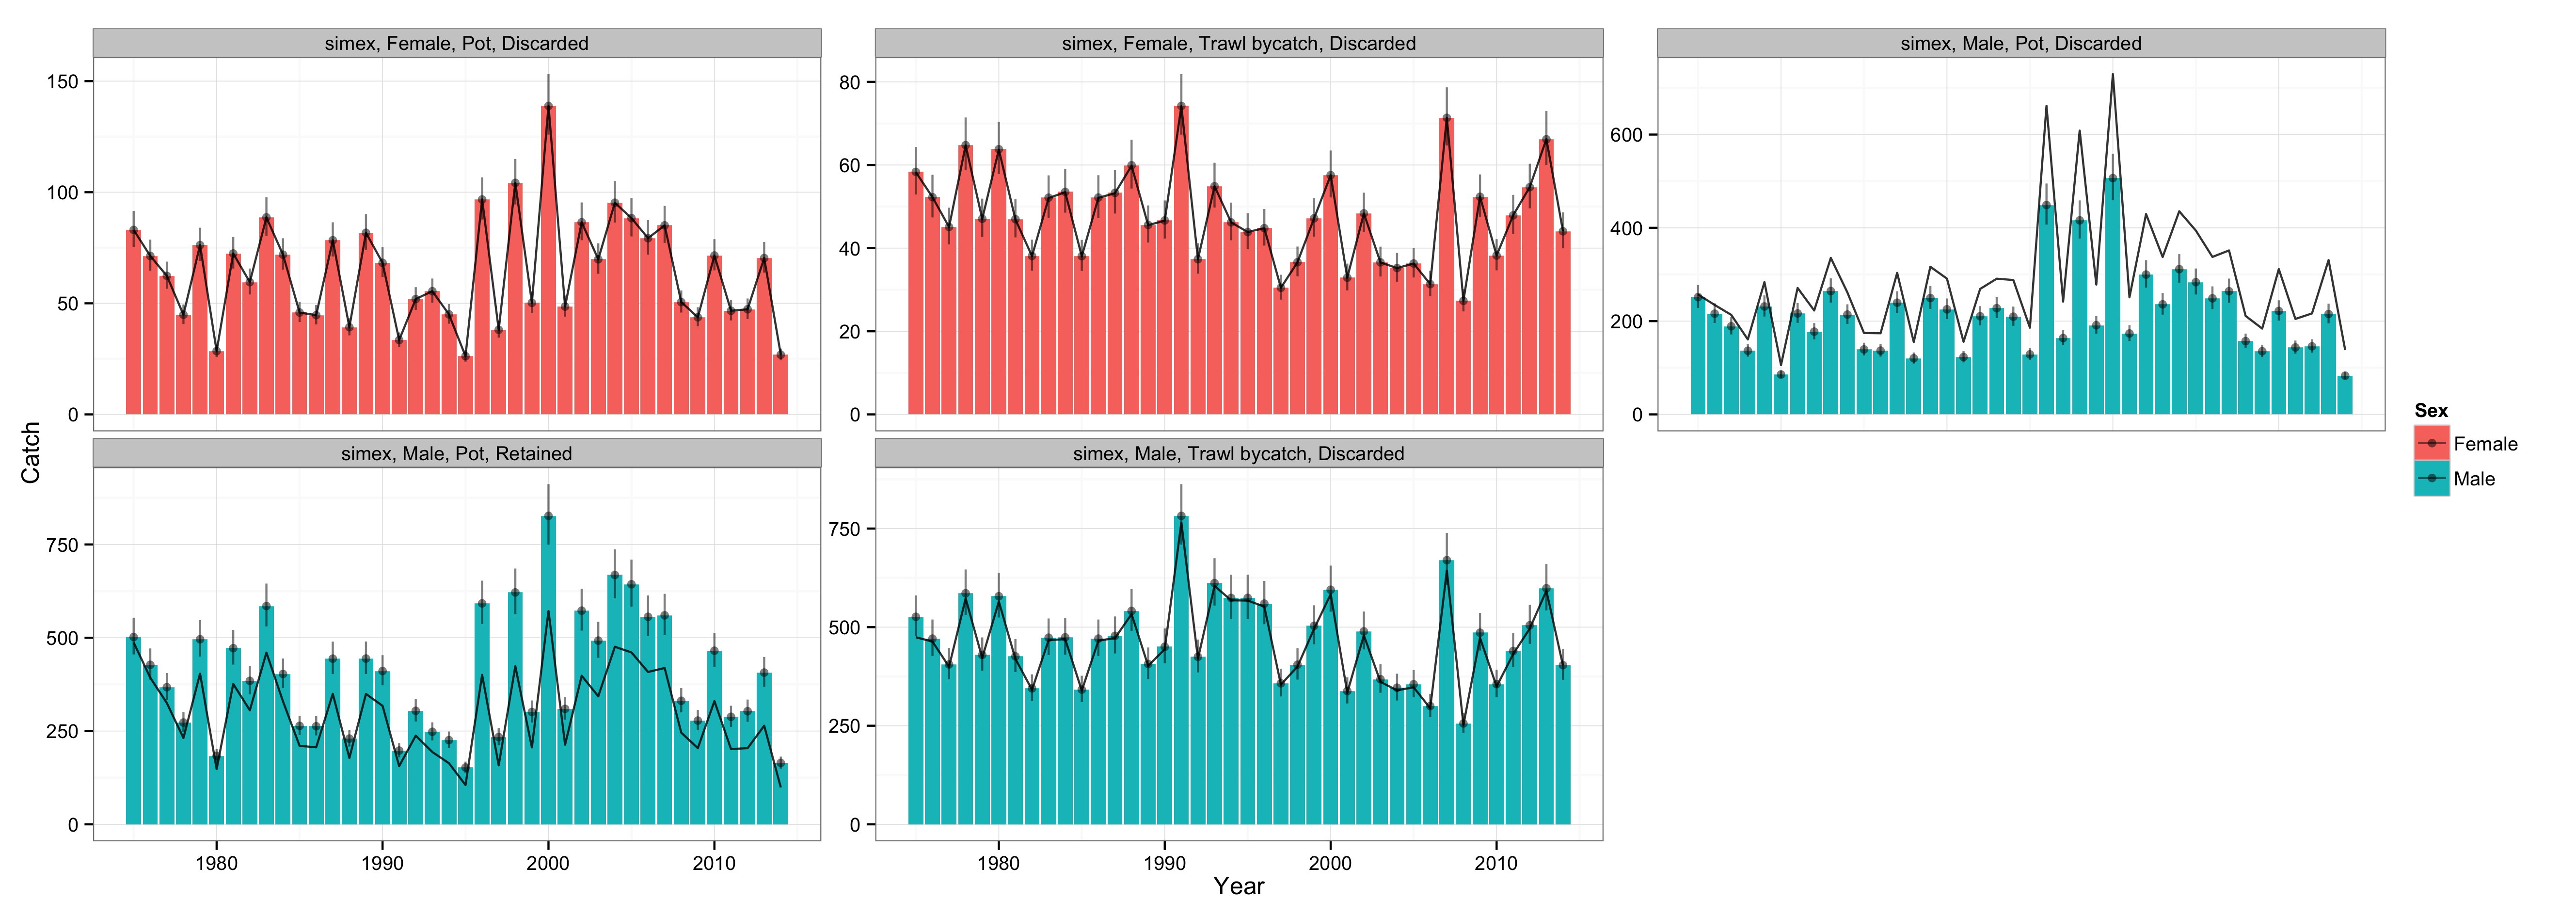 simex, Female, Pot, Discarded
simex, Female, Trawl bycatch, Discarded
simex, Male, Pot, Discarded
150
100
50
0
80
60
40
20
0
600
400
200
0
Catch
Sex
Female
Male
simex, Male, Pot, Retained
simex, Male, Trawl bycatch, Discarded
750
500
250
0
750
500
250
0
1980 1990 2000 2010
1980 1990 2000 2010
Year